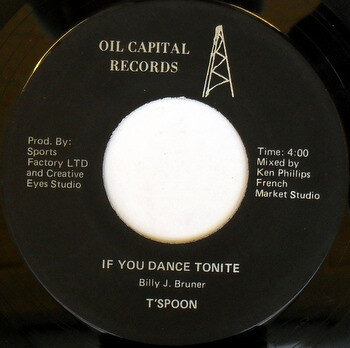 OIL CAPITAL
RECORDS
Prod. By:
Sports
Factory LTD
and Creative
Eyes Studio
Time: 4:00
Mixed by
Ken Phillips
French
Market Studio
IF YOU DANCE TONITE
Billy J. Bruner
T'SPOON